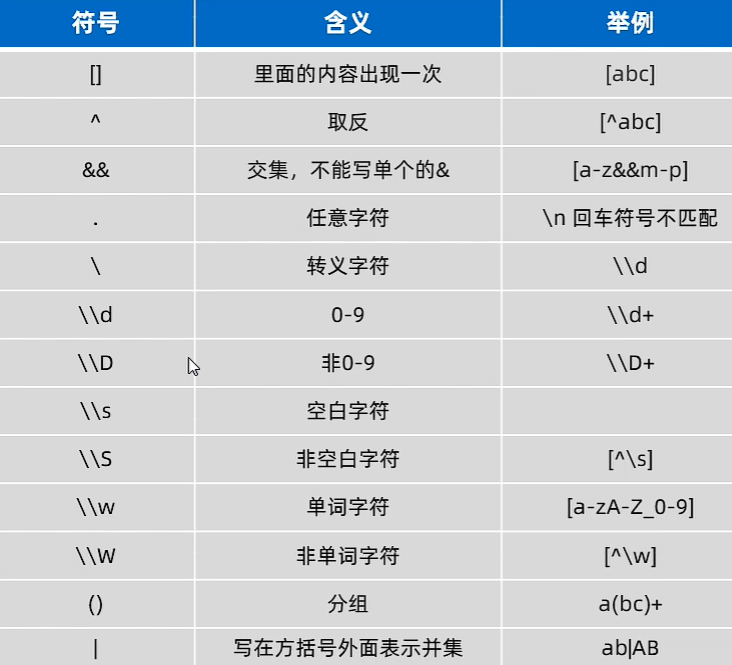 符号 含义 举例
[] 里面的内容出现一次 [abc]
^ 取反 [^abc]
&& 交集，不能写单个的& [a-z&&m-p]
. 任意字符 \n 回车符号不匹配
\ 转义字符 \\d
\\d 0-9 \\d+
\\D 非0-9 \\D+
\\s 空白字符
\\S 非空白字符 [^\s]
\\w 单词字符 [a-zA-Z_0-9]
\\W 非单词字符 [^\w]
() 分组 a(bc)+
| 写在方括号外面表示并集 ab|AB